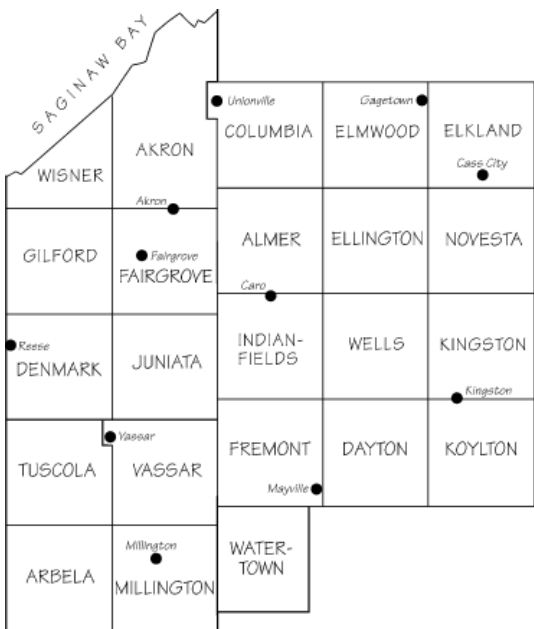 SAGINAW BAY
Unionville
Gagetown
COLUMBIA
ELMWOOD
ELKLAND
AKRON
Cass City
WISNER
Akron
ALMER
ELLINGTON
NOVESTA
GILFORD
Fairgrove
FAIRGROVE
Caro
INDIAN-
FIELDS
WELLS
KINGSTON
Reese
DENMARK
JUNIATA
Kingston
Vassar
FREMONT
DAYTON
KOYLTON
TUSCOLA
VASSAR
Mayville
Millington
WATER-
TOWN
ARBELA
MILLINGTON